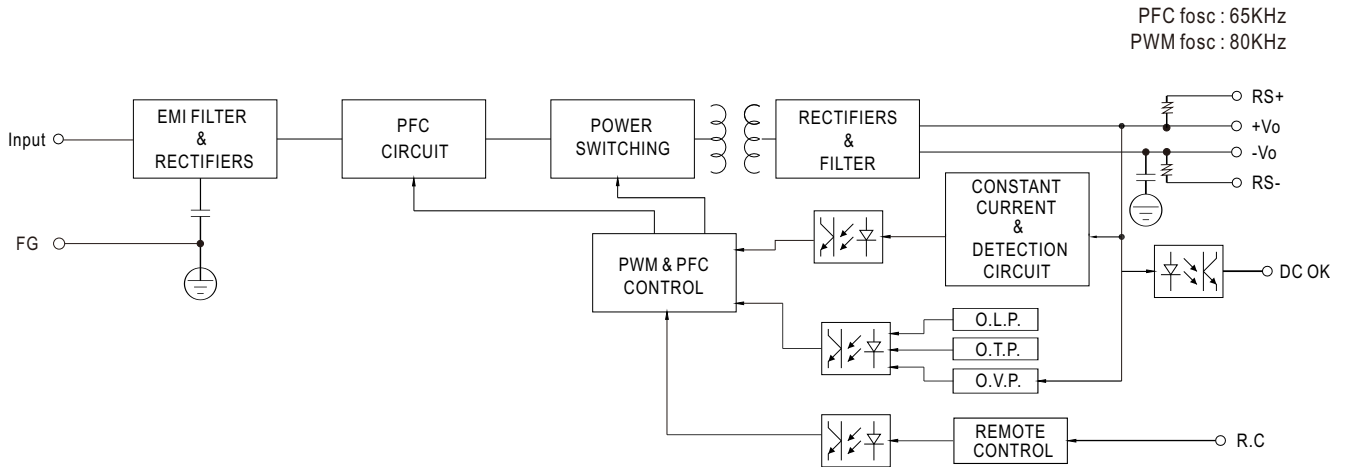 PFC fosc : 65KHz
PWM fosc : 80KHz
Input
EMI FILTER
&
RECTIFIERS
PFC
CIRCUIT
POWER
SWITCHING
RECTIFIERS
&
FILTER
RS+
+Vo
-Vo
RS-
FG
PWM & PFC
CONTROL
CONSTANT
CURRENT
&
DETECTION
CIRCUIT
DC OK
O.L.P.
O.T.P.
O.V.P.
REMOTE
CONTROL
R.C